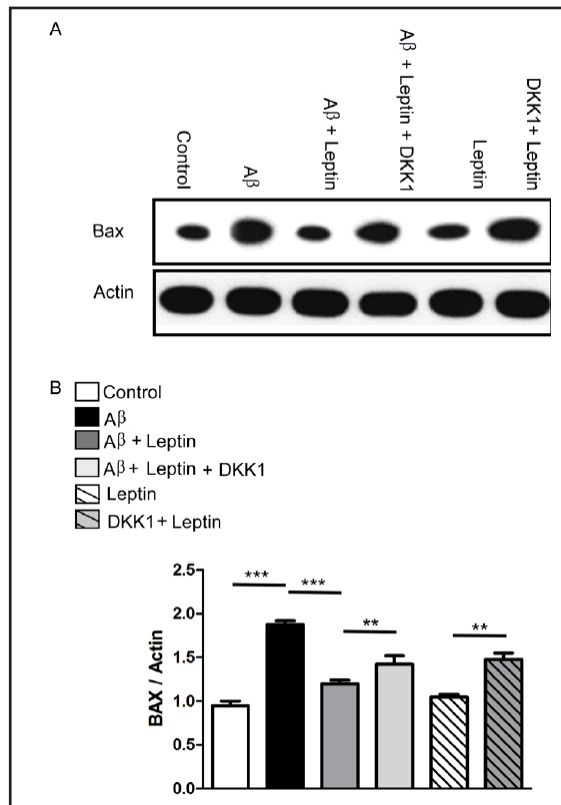 A
Control
Aβ
Aβ + Leptin
Aβ + Leptin + DKK1
Leptin
DKK1+ Leptin
Bax
Actin
B
Control
Aβ
Aβ + Leptin
Aβ + Leptin + DKK1
Leptin
DKK1+ Leptin
BAX / Actin
2.5
2.0
1.5
1.0
0.5
0.0
***
***
**
**